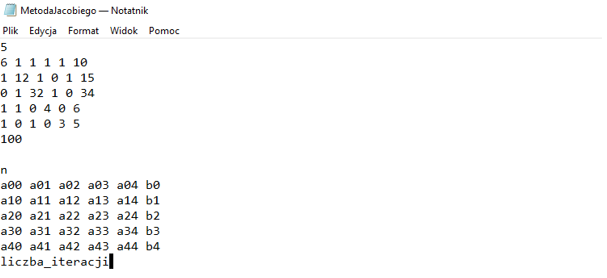 MetodaJacobiego — Notatnik
Plik Edycja Format Widok Pomoc
5
6 1 1 1 1 10
1 12 1 0 1 15
0 1 32 1 0 34
1 1 0 4 0 6
1 0 1 0 3 5
100
n
a00 a01 a02 a03 a04 b0
a10 a11 a12 a13 a14 b1
a20 a21 a22 a23 a24 b2
a30 a31 a32 a33 a34 b3
a40 a41 a42 a43 a44 b4
liczba_iteracji